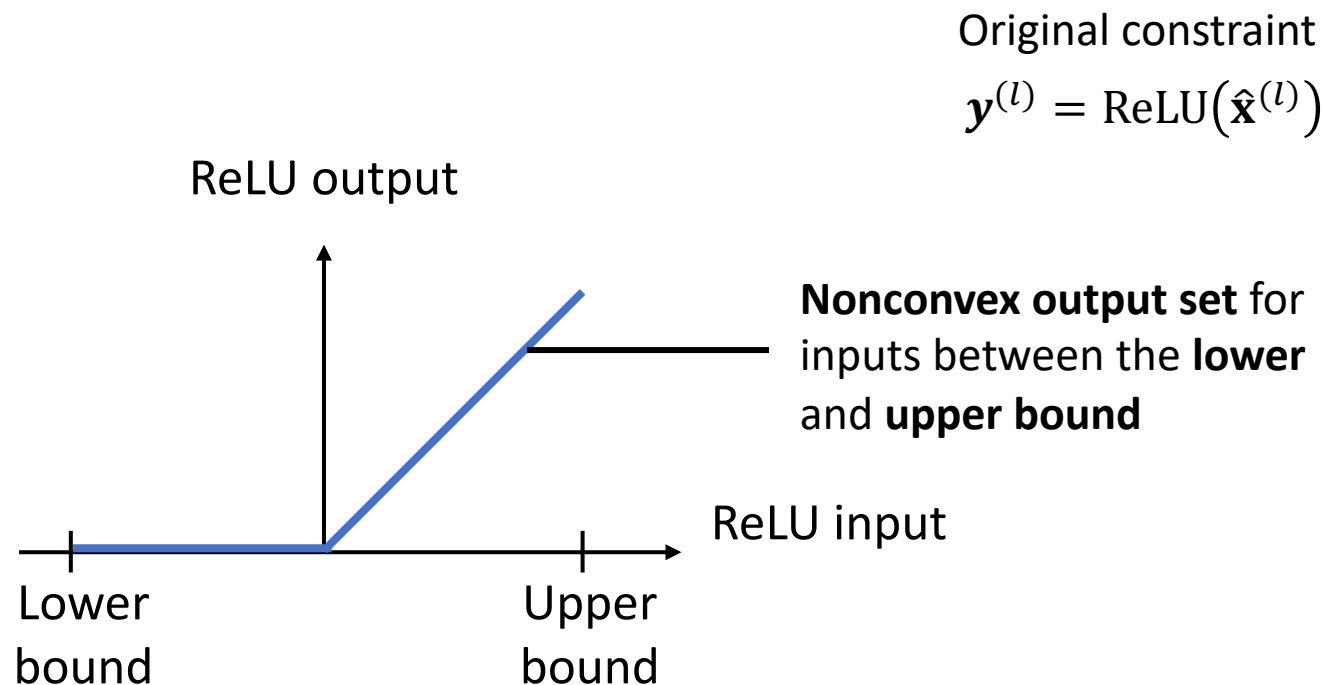 Original constraint
𝒚^(𝑙) = ReLU(𝐱̂^(𝑙))
ReLU output
Nonconvex output set for
inputs between the lower
and upper bound
ReLU input
Lower
bound
Upper
bound